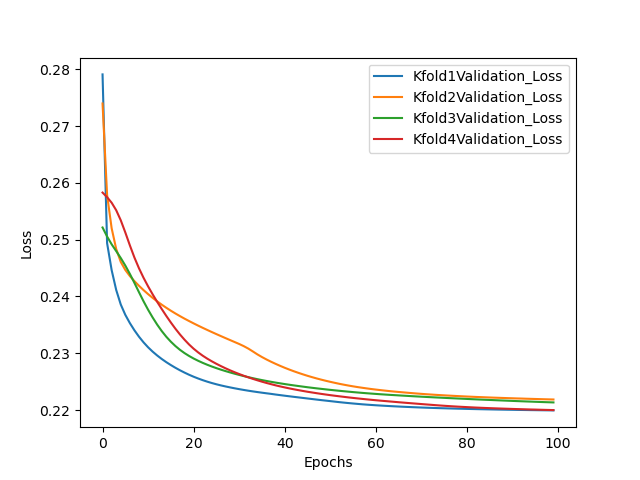 Kfold1Validation_Loss
Kfold2Validation_Loss
Kfold3Validation_Loss
Kfold4Validation_Loss
0.28
0.27
0.26
0.25
0.24
0.23
0.22
Loss
0 20 40 60 80 100
Epochs